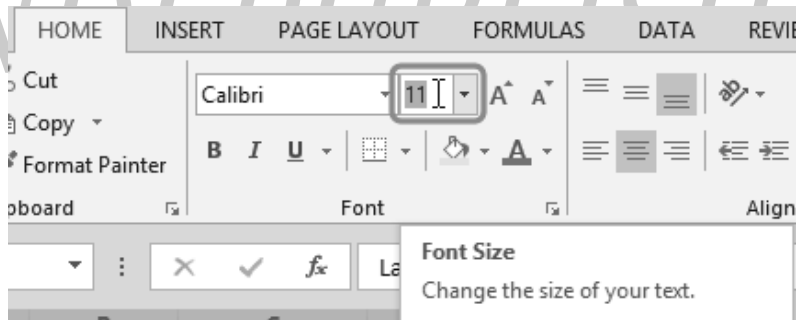 HOME INSERT PAGE LAYOUT FORMULAS DATA
Cut
Calibri 11 A A
Copy
B I U A
Format Painter
Font
Font Size
fx
Change the size of your text.